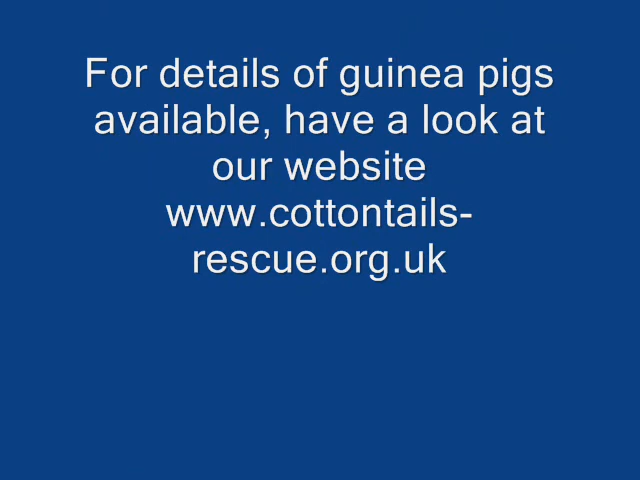 For details of guinea pigs
available, have a look at
our website
www.cottontails-
rescue.org.uk